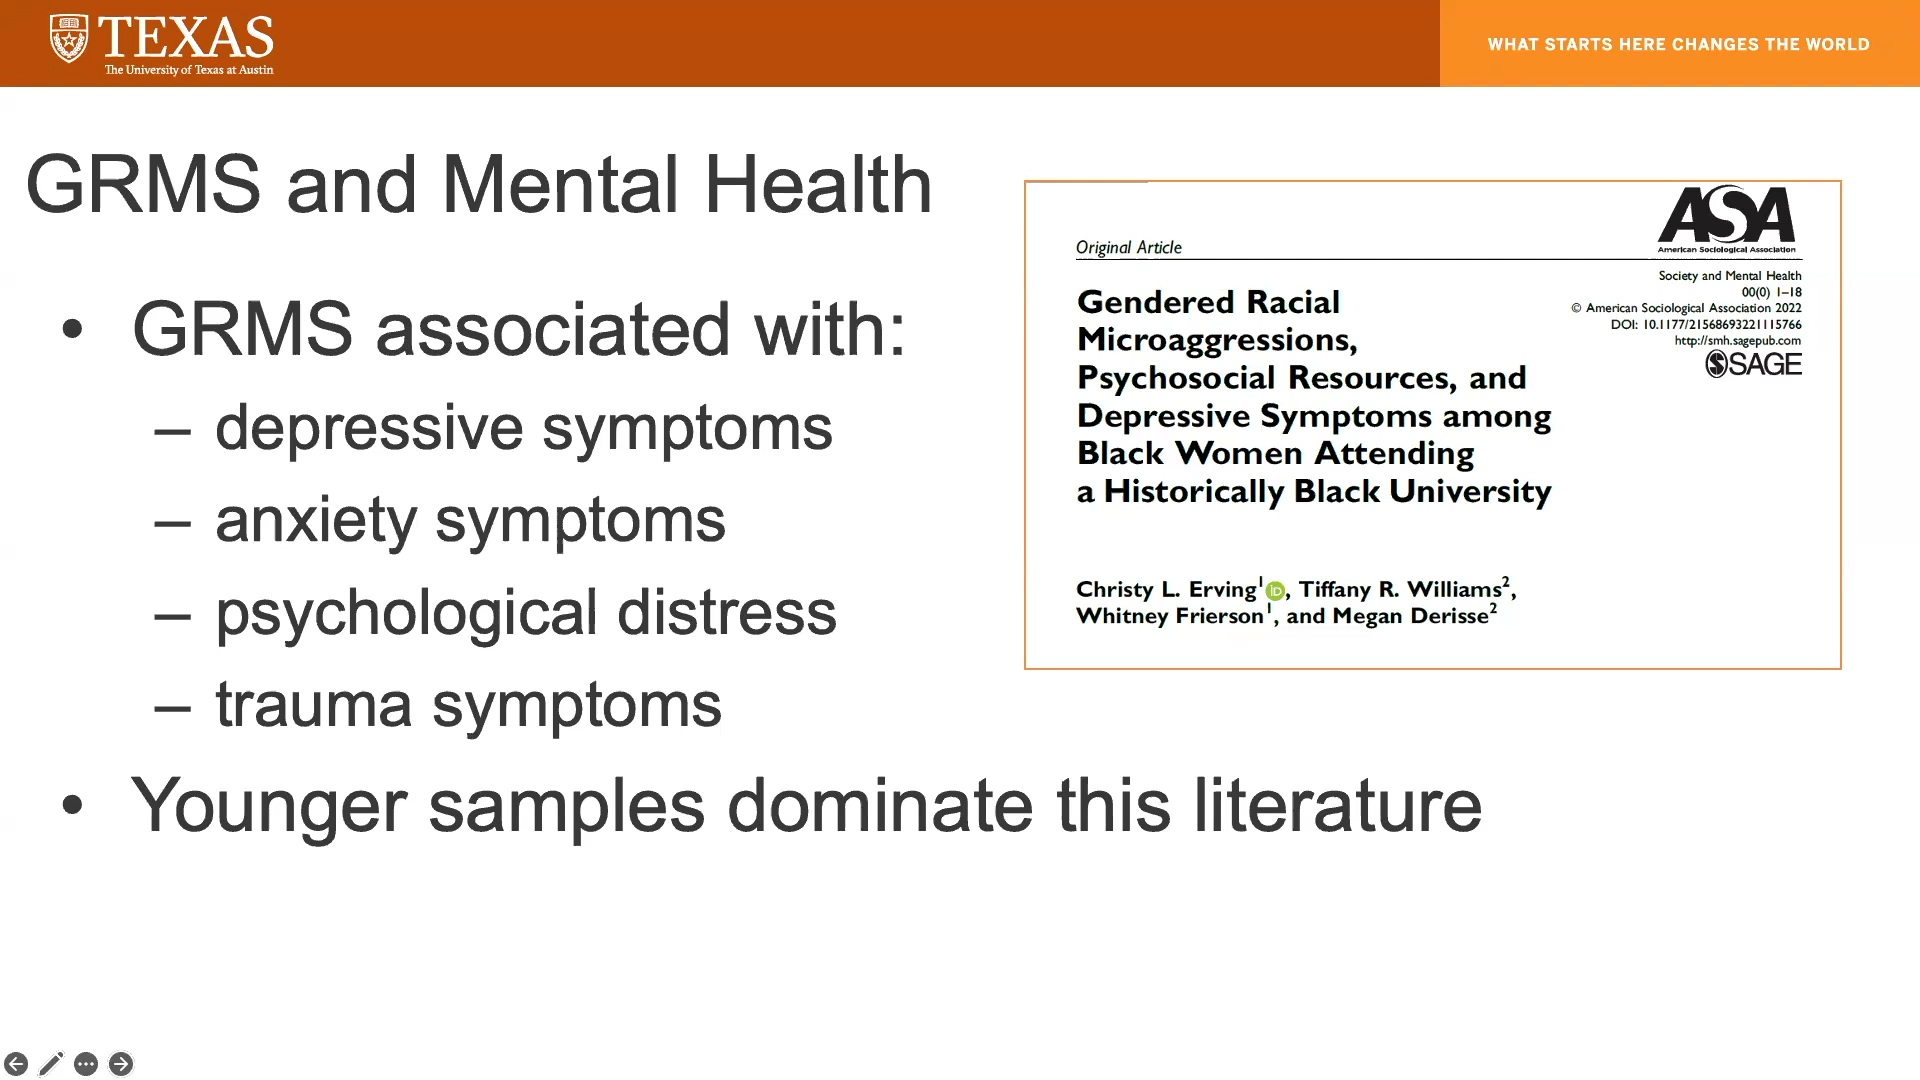 TEXAS
The University of Texas at Austin
WHAT STARTS HERE CHANGES THE WORLD
GRMS and Mental Health
• GRMS associated with:
– depressive symptoms
– anxiety symptoms
– psychological distress
– trauma symptoms
• Younger samples dominate this literature
ASA
American Sociological Association
Original Article
Society and Mental Health
00(0) 1–18
© American Sociological Association 2022
DOI: 10.1177/21568693221115766
http://smh.sagepub.com
SSAGE
Gendered Racial
Microaggressions,
Psychosocial Resources, and
Depressive Symptoms among
Black Women Attending
a Historically Black University
Christy L. Erving1 iD, Tiffany R. Williams2,
Whitney Frierson1, and Megan Derisse2